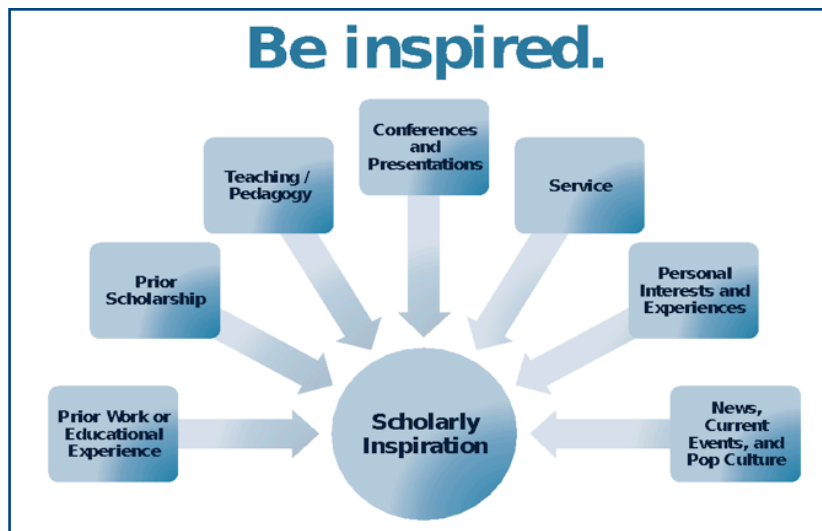 Be inspired.
Conferences
and
Presentations
Teaching /
Pedagogy
Service
Prior
Scholarship
Personal
Interests and
Experiences
Prior Work or
Educational
Experience
Scholarly
Inspiration
News,
Current
Events, and
Pop Culture